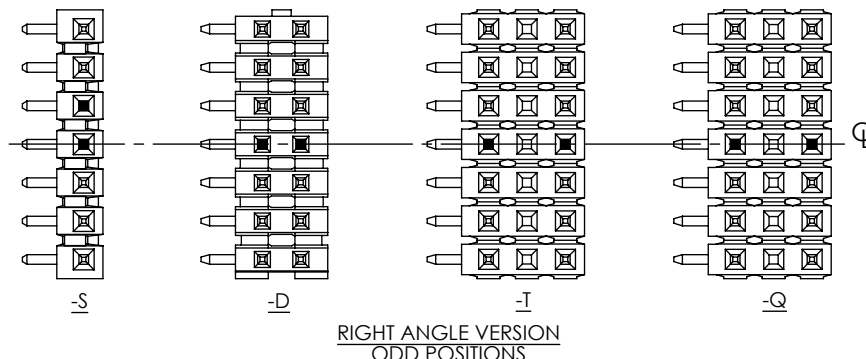 ℄
-S
-D
-T
-Q
RIGHT ANGLE VERSION
ODD POSITIONS